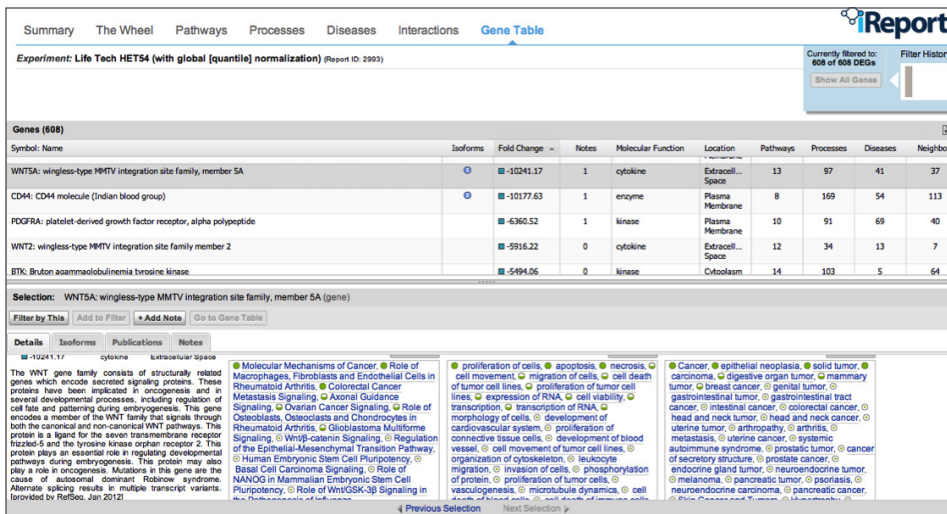 iReport
Summary The Wheel Pathways Processes Diseases Interactions Gene Table
Experiment: Life Tech HET54 (with global [quantile] normalization) (Report ID: 2993)
Currently filtered to:
608 of 608 DEGs
Show All Genes
Filter History
Genes (608)
Symbol: Name Isoforms Fold Change Notes Molecular Function Location Pathways Processes Diseases Neighbo
WNT5A: wingless-type MMTV integration site family, member 5A -10241.17 1 cytokine Extracell... Space 13 97 41 37
CD44: CD44 molecule (Indian blood group) -10177.63 1 enzyme Plasma Membrane 8 169 54 113
PDGFRA: platelet-derived growth factor receptor, alpha polypeptide -6360.52 1 kinase Plasma Membrane 10 91 69 40
WNT2: wingless-type MMTV integration site family member 2 -5916.22 0 cytokine Extracell... Space 12 34 13 7
BTK: Bruton agammaglobulinemia tyrosine kinase -5494.06 0 kinase Cytoplasm 14 103 5 64
Selection: WNT5A: wingless-type MMTV integration site family, member 5A (gene)
Filter by This Add to Filter + Add Note Go to Gene Table
Details Isoforms Publications Notes
-10241.17 cytokine Extracellular Space
The WNT gene family consists of structurally related
genes which encode secreted signaling proteins. These
proteins have been implicated in oncogenesis and in
several developmental processes, including regulation of
cell fate and patterning during embryogenesis. This gene
encodes a member of the WNT family that signals through
both the canonical and non-canonical WNT pathways. This
protein is a ligand for the seven transmembrane receptor
frizzled-5 and the tyrosine kinase orphan receptor 2. This
protein plays an essential role in regulating developmental
pathways during embryogenesis. This protein may also
play a role in oncogenesis. Mutations in this gene are the
cause of autosomal dominant Robinow syndrome.
Alternate splicing results in multiple transcript variants.
[provided by RefSeq, Jan 2012]
Molecular Mechanisms of Cancer, Role of
Macrophages, Fibroblasts and Endothelial Cells in
Rheumatoid Arthritis, Colorectal Cancer
Metastasis Signaling, Axonal Guidance
Signaling, Ovarian Cancer Signaling, Role of
Osteoblasts, Osteoclasts and Chondrocytes in
Rheumatoid Arthritis, Glioblastoma Multiforme
Signaling, Wnt/β-catenin Signaling, Regulation
of the Epithelial-Mesenchymal Transition Pathway,
Human Embryonic Stem Cell Pluripotency,
Basal Cell Carcinoma Signaling, Role of
NANOG in Mammalian Embryonic Stem Cell
Pluripotency, Role of Wnt/GSK-3β Signaling in
the Pathogenesis of Influenza
proliferation of cells, apoptosis, necrosis,
cell movement, migration of cells, cell death
of tumor cell lines, proliferation of tumor cell
lines, expression of RNA, cell viability,
transcription, transcription of RNA,
morphology of cells, development of
cardiovascular system, proliferation of
connective tissue cells, development of blood
vessel, cell movement of tumor cell lines,
organization of cytoskeleton, leukocyte
migration, invasion of cells, phosphorylation
of protein, proliferation of tumor cells,
vasculogenesis, microtubule dynamics, cell
death of blood cells, cell death of immune cells
Cancer, epithelial neoplasia, solid tumor,
carcinoma, digestive organ tumor, mammary
tumor, breast cancer, genital tumor,
gastrointestinal tumor, gastrointestinal tract
cancer, intestinal cancer, colorectal cancer,
head and neck tumor, head and neck cancer,
uterine tumor, arthropathy, arthritis,
metastasis, uterine cancer, systemic
autoimmune syndrome, prostatic tumor, cancer
of secretory structure, prostate cancer,
endocrine gland tumor, neuroendocrine tumor,
melanoma, pancreatic tumor, psoriasis,
neuroendocrine carcinoma, pancreatic cancer,
Skin Cancer and Tumors, Hypertrophy,
Previous Selection Next Selection